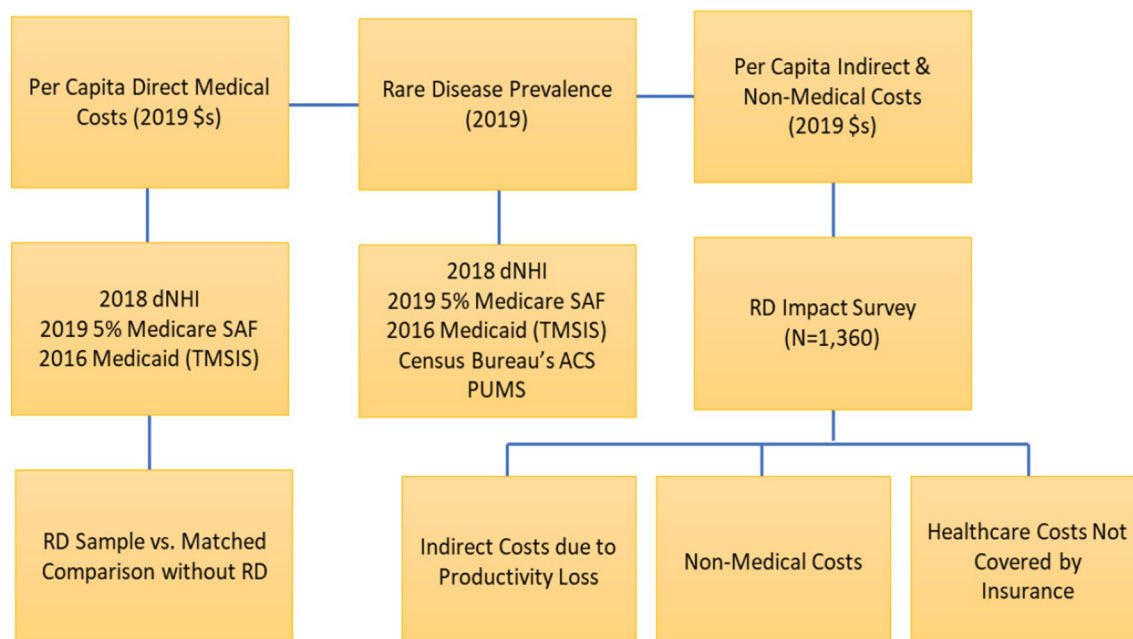 Per Capita Direct Medical
Costs (2019 $s)
Rare Disease Prevalence
(2019)
Per Capita Indirect &
Non-Medical Costs
(2019 $s)
2018 dNHI
2019 5% Medicare SAF
2016 Medicaid (TMSIS)
2018 dNHI
2019 5% Medicare SAF
2016 Medicaid (TMSIS)
Census Bureau's ACS
PUMS
RD Impact Survey
(N=1,360)
RD Sample vs. Matched
Comparison without RD
Indirect Costs due to
Productivity Loss
Non-Medical Costs
Healthcare Costs Not
Covered by
Insurance